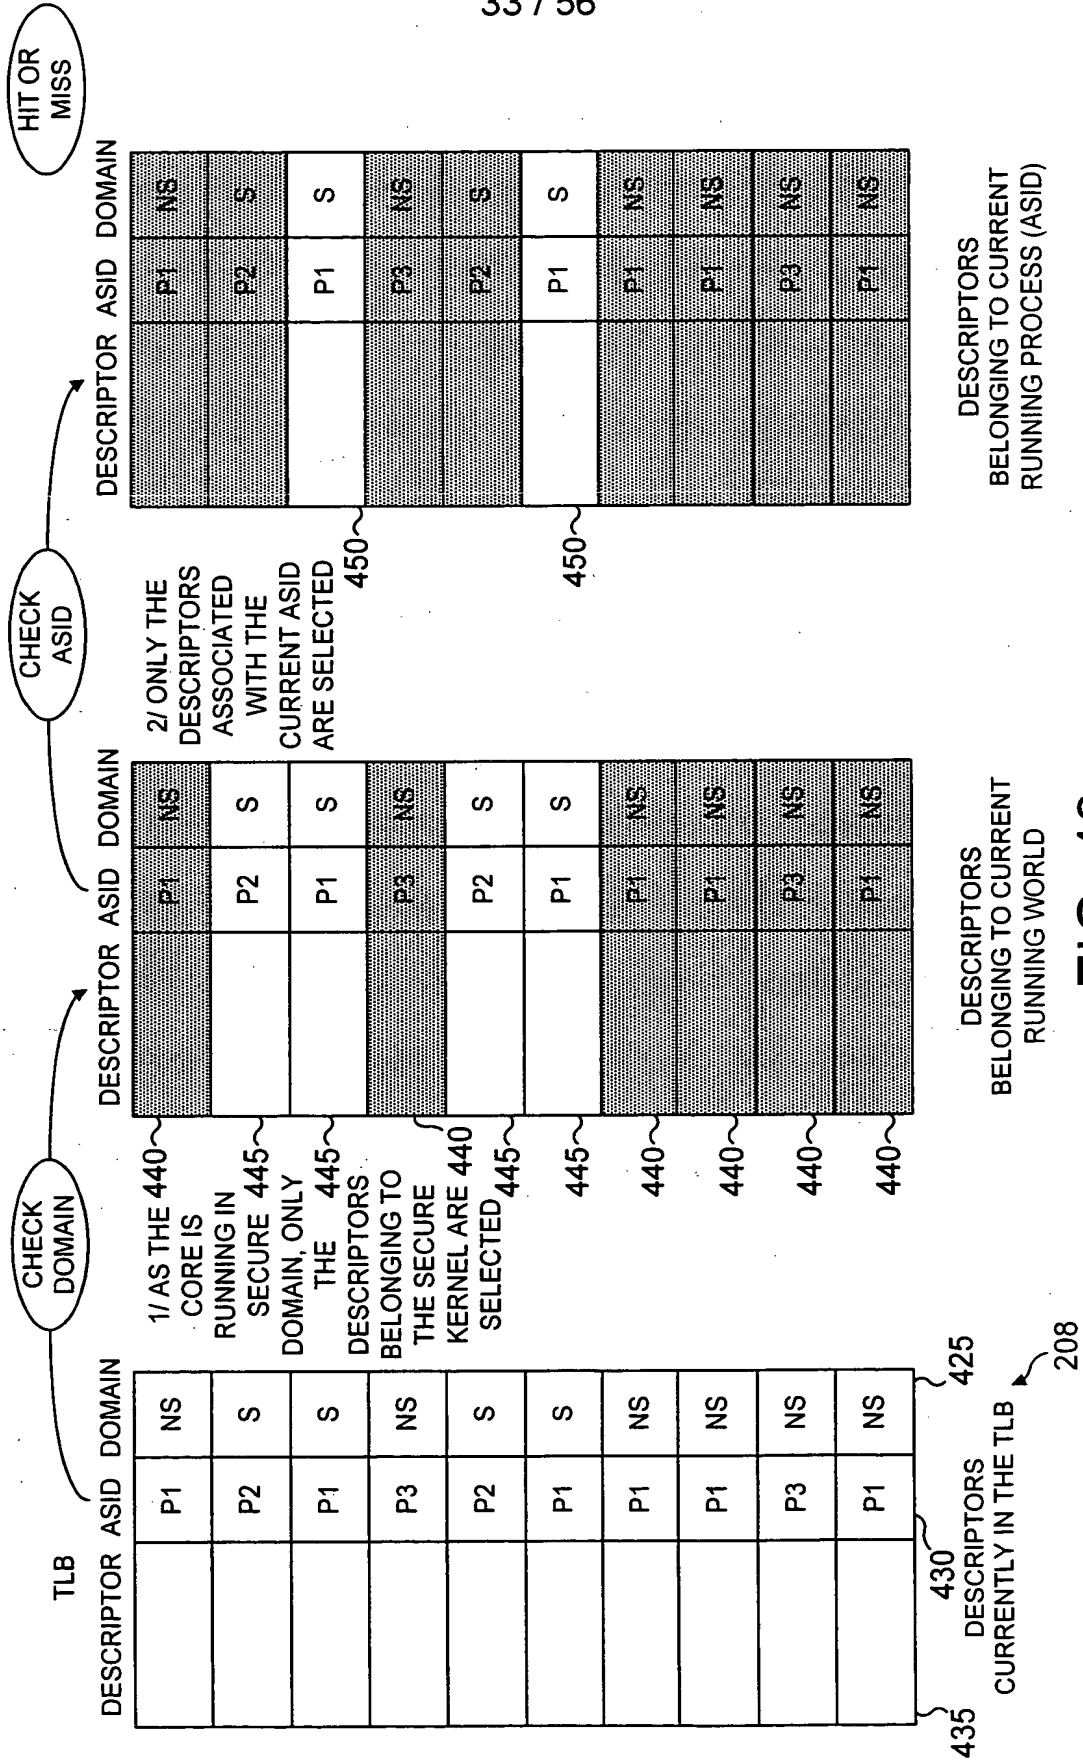 33 / 56
TLB
DESCRIPTOR ASID DOMAIN
P1 NS
P2 S
P1 S
P3 NS
P2 S
P1 S
P1 NS
P1 NS
P3 NS
P1 NS
435
430
425
DESCRIPTORS
CURRENTLY IN THE TLB
208
CHECK
DOMAIN
1/ AS THE
CORE IS
RUNNING IN
SECURE
DOMAIN, ONLY
THE
DESCRIPTORS
BELONGING TO
THE SECURE
KERNEL ARE
SELECTED
440
445
445
440
445
445
440
440
440
440
DESCRIPTOR ASID DOMAIN
P1 NS
P2 S
P1 S
P3 NS
P2 S
P1 S
P1 NS
P1 NS
P3 NS
P1 NS
DESCRIPTORS
BELONGING TO CURRENT
RUNNING WORLD
CHECK
ASID
2/ ONLY THE
DESCRIPTORS
ASSOCIATED
WITH THE
CURRENT ASID
ARE SELECTED
450
450
DESCRIPTOR ASID DOMAIN
P1 NS
P2 S
P1 S
P3 NS
P2 S
P1 S
P1 NS
P1 NS
P3 NS
P1 NS
DESCRIPTORS
BELONGING TO CURRENT
RUNNING PROCESS (ASID)
HIT OR
MISS